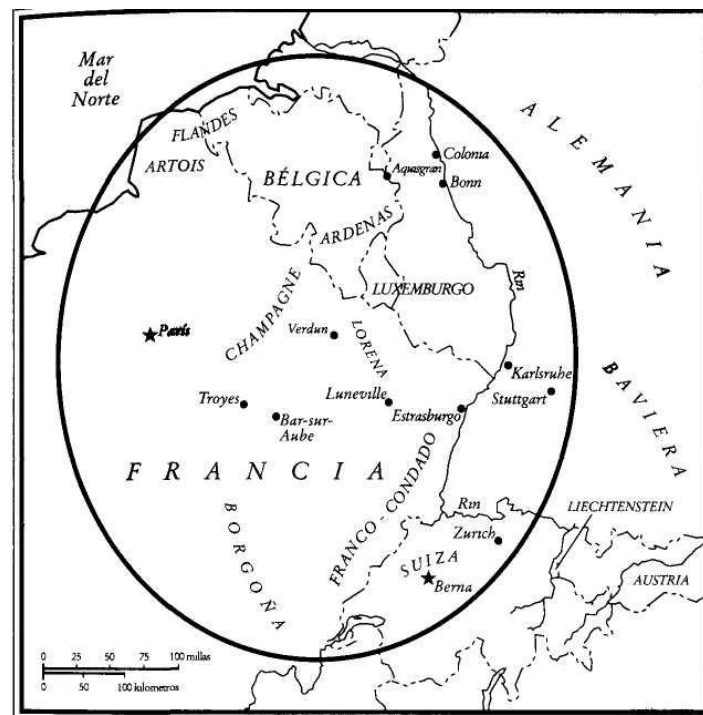 Mar
del
Norte
ALEMANIA
FLANDES
ARTOIS
BÉLGICA
Aquasgran
Colonia
Bonn
ARDENAS
LUXEMBURGO
Rin
CHAMPAGNE
París
Verdun
LORENA
Karlsruhe
Stuttgart
BAVIERA
Troyes
Bar-sur-
Aube
Luneville
Estrasburgo
FRANCIA
FRANCO-CONDADO
BORGOÑA
Rin
Zurich
SUIZA
Berna
LIECHTENSTEIN
AUSTRIA
0 25 50 75 100 millas
0 50 100 kilometros